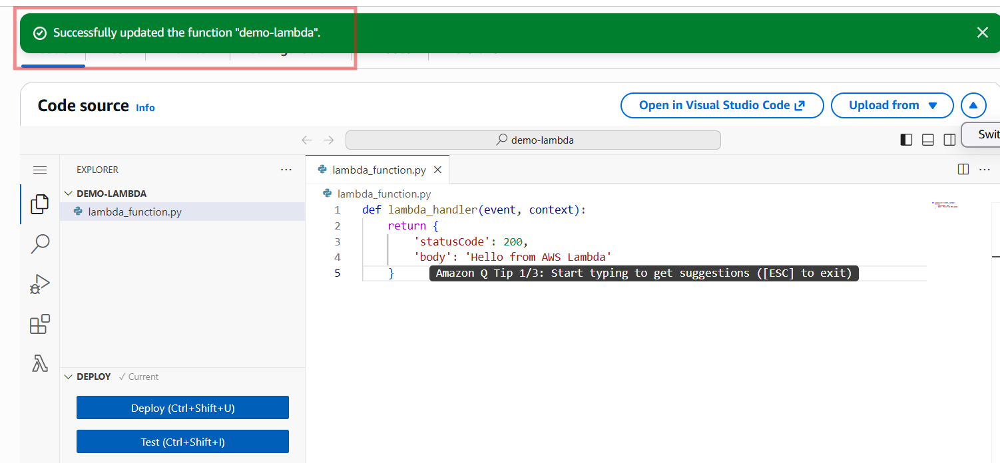 Successfully updated the function "demo-lambda".
Code source Info
Open in Visual Studio Code
Upload from
demo-lambda
Swit
EXPLORER
DEMO-LAMBDA
lambda_function.py
lambda_function.py
lambda_function.py
1 def lambda_handler(event, context):
2 return {
3 'statusCode': 200,
4 'body': 'Hello from AWS Lambda'
5 } Amazon Q Tip 1/3: Start typing to get suggestions ([ESC] to exit)
DEPLOY ✓ Current
Deploy (Ctrl+Shift+U)
Test (Ctrl+Shift+I)